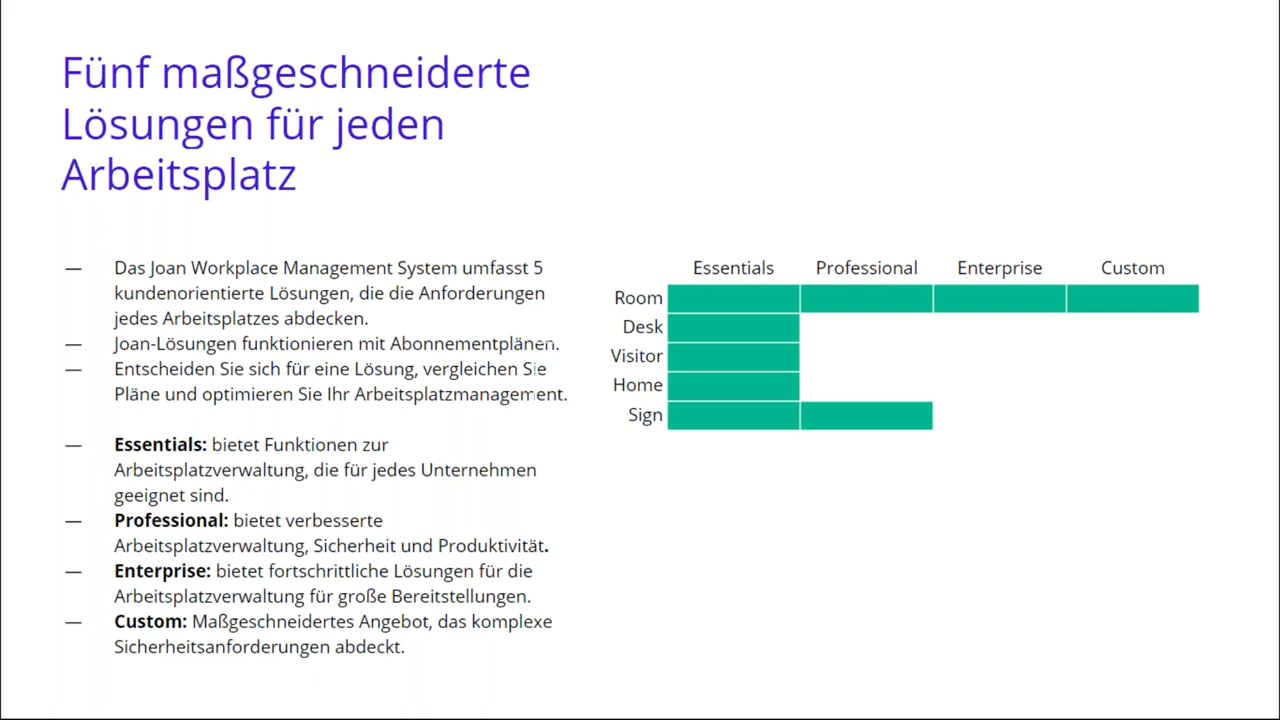 Fünf maßgeschneiderte
Lösungen für jeden
Arbeitsplatz
— Das Joan Workplace Management System umfasst 5
kundenorientierte Lösungen, die die Anforderungen
jedes Arbeitsplatzes abdecken.
— Joan-Lösungen funktionieren mit Abonnementplänen.
— Entscheiden Sie sich für eine Lösung, vergleichen Sie
Pläne und optimieren Sie Ihr Arbeitsplatzmanagement.
— Essentials: bietet Funktionen zur
Arbeitsplatzverwaltung, die für jedes Unternehmen
geeignet sind.
— Professional: bietet verbesserte
Arbeitsplatzverwaltung, Sicherheit und Produktivität.
— Enterprise: bietet fortschrittliche Lösungen für die
Arbeitsplatzverwaltung für große Bereitstellungen.
— Custom: Maßgeschneidertes Angebot, das komplexe
Sicherheitsanforderungen abdeckt.
Essentials Professional Enterprise Custom
Room
Desk
Visitor
Home
Sign